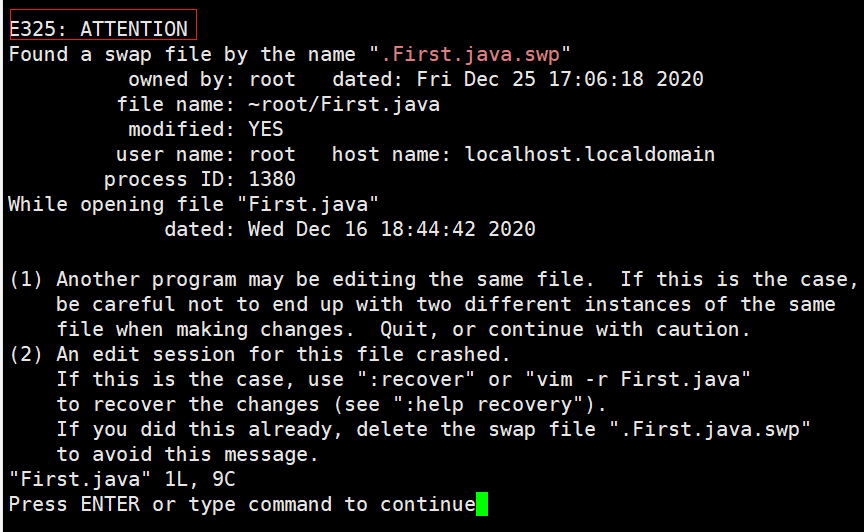 E325: ATTENTION
Found a swap file by the name ".First.java.swp"
          owned by: root   dated: Fri Dec 25 17:06:18 2020
         file name: ~root/First.java
          modified: YES
         user name: root   host name: localhost.localdomain
        process ID: 1380
While opening file "First.java"
             dated: Wed Dec 16 18:44:42 2020

(1) Another program may be editing the same file.  If this is the case,
    be careful not to end up with two different instances of the same
    file when making changes.  Quit, or continue with caution.
(2) An edit session for this file crashed.
    If this is the case, use ":recover" or "vim -r First.java"
    to recover the changes (see ":help recovery").
    If you did this already, delete the swap file ".First.java.swp"
    to avoid this message.
"First.java" 1L, 9C
Press ENTER or type command to continue